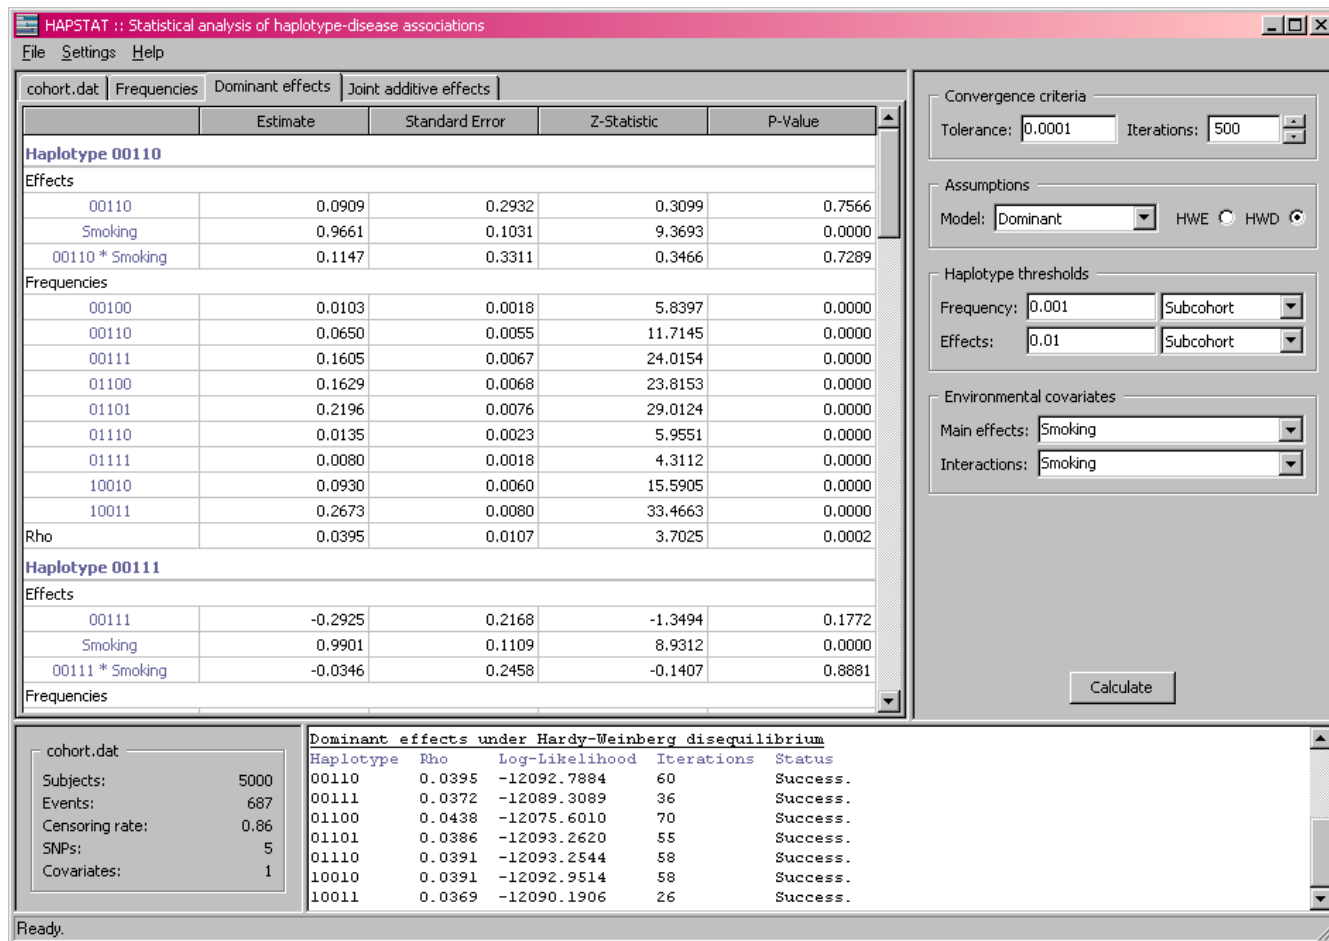 HAPSTAT :: Statistical analysis of haplotype-disease associations
File Settings Help
cohort.dat Frequencies Dominant effects Joint additive effects
Estimate Standard Error Z-Statistic P-Value
Haplotype 00110
Effects
00110 0.0909 0.2932 0.3099 0.7566
Smoking 0.9661 0.1031 9.3693 0.0000
00110 * Smoking 0.1147 0.3311 0.3466 0.7289
Frequencies
00100 0.0103 0.0018 5.8397 0.0000
00110 0.0650 0.0055 11.7145 0.0000
00111 0.1605 0.0067 24.0154 0.0000
01100 0.1629 0.0068 23.8153 0.0000
01101 0.2196 0.0076 29.0124 0.0000
01110 0.0135 0.0023 5.9551 0.0000
01111 0.0080 0.0018 4.3112 0.0000
10010 0.0930 0.0060 15.5905 0.0000
10011 0.2673 0.0080 33.4663 0.0000
Rho 0.0395 0.0107 3.7025 0.0002
Haplotype 00111
Effects
00111 -0.2925 0.2168 -1.3494 0.1772
Smoking 0.9901 0.1109 8.9312 0.0000
00111 * Smoking -0.0346 0.2458 -0.1407 0.8881
Frequencies
Convergence criteria
Tolerance: 0.0001 Iterations: 500
Assumptions
Model: Dominant HWE HWD
Haplotype thresholds
Frequency: 0.001 Subcohort
Effects: 0.01 Subcohort
Environmental covariates
Main effects: Smoking
Interactions: Smoking
Calculate
cohort.dat
Subjects: 5000
Events: 687
Censoring rate: 0.86
SNPs: 5
Covariates: 1
Dominant effects under Hardy-Weinberg disequilibrium
Haplotype Rho Log-Likelihood Iterations Status
00110 0.0395 -12092.7884 60 Success.
00111 0.0372 -12089.3089 36 Success.
01100 0.0438 -12075.6010 70 Success.
01101 0.0386 -12093.2620 55 Success.
01110 0.0391 -12093.2544 58 Success.
10010 0.0391 -12092.9514 58 Success.
10011 0.0369 -12090.1906 26 Success.
Ready.